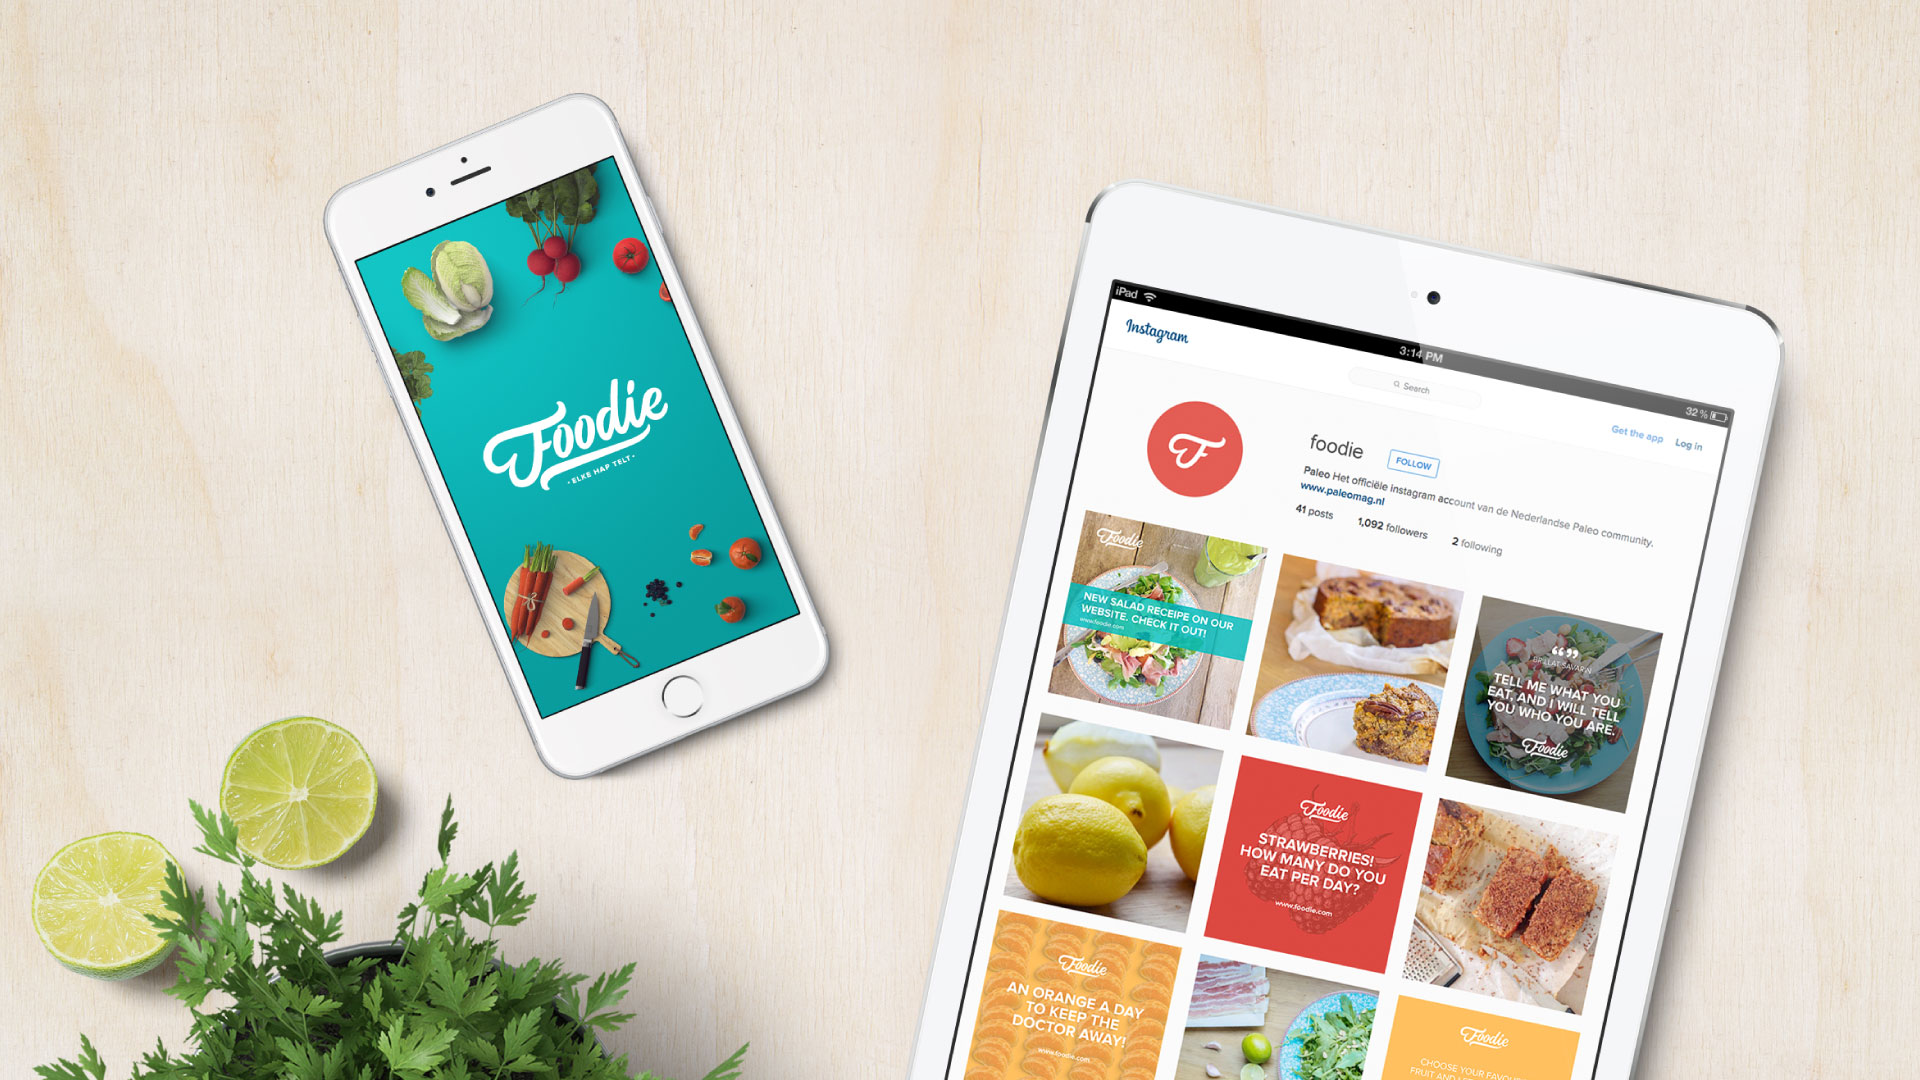 Foodie
• ELKE HAP TELT •
iPad
3:14 PM
32 %
Instagram
Search
Get the app
Log in
foodie
FOLLOW
Paleo Het officiële instagram account van de Nederlandse Paleo community.
www.paleomag.nl
41 posts
1,092 followers
2 following
Foodie
NEW SALAD RECEIPE ON OUR
WEBSITE. CHECK IT OUT!
www.foodie.com
BRILLAT SAVARIN
TELL ME WHAT YOU
EAT, AND I WILL TELL
YOU WHO YOU ARE.
Foodie
Foodie
STRAWBERRIES!
HOW MANY DO YOU
EAT PER DAY?
www.foodie.com
Foodie
AN ORANGE A DAY
TO KEEP THE
DOCTOR AWAY!
www.foodie.com
Foodie
CHOOSE YOUR FAVOU
FRUIT AND